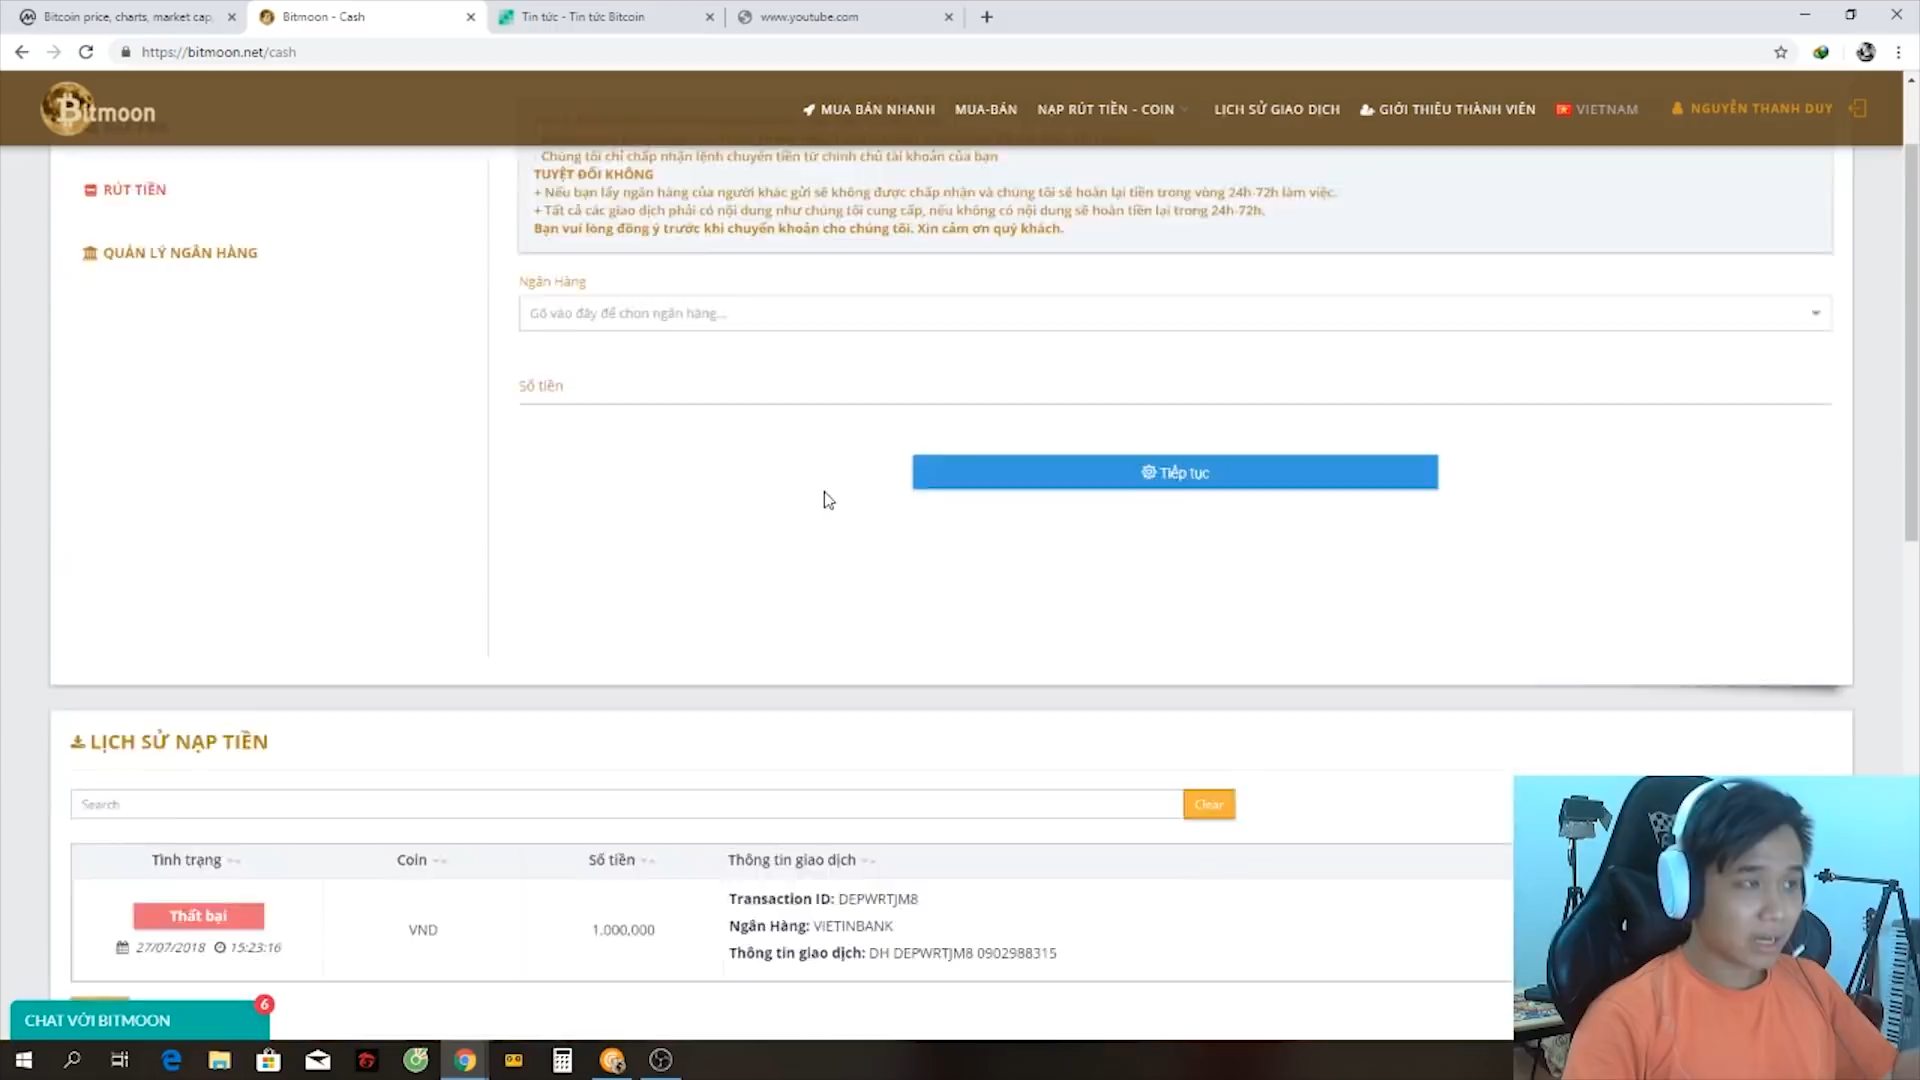 Bitcoin price, charts, market cap,
Bitmoon - Cash
Tin tức - Tin tức Bitcoin
www.youtube.com
https://bitmoon.net/cash
Bitmoon
MUA BÁN NHANH
MUA-BÁN
NẠP RÚT TIỀN - COIN
LỊCH SỬ GIAO DỊCH
GIỚI THIỆU THÀNH VIÊN
VIETNAM
NGUYỄN THANH DUY
Chúng tôi chỉ chấp nhận lệnh chuyển tiền từ chính chủ tài khoản của bạn
TUYỆT ĐỐI KHÔNG
+ Nếu bạn lấy ngân hàng của người khác gửi sẽ không được chấp nhận và chúng tôi sẽ hoàn lại tiền trong vòng 24h-72h làm việc.
+ Tất cả các giao dịch phải có nội dung như chúng tôi cung cấp, nếu không có nội dung sẽ hoàn tiền lại trong 24h-72h.
Bạn vui lòng đồng ý trước khi chuyển khoản cho chúng tôi. Xin cảm ơn quý khách.
RÚT TIỀN
QUẢN LÝ NGÂN HÀNG
Ngân Hàng
Gõ vào đây để chọn ngân hàng...
Số tiền
Tiếp tục
LỊCH SỬ NẠP TIỀN
Search
Clear
Tình trạng
Coin
Số tiền
Thông tin giao dịch
Thất bại
27/07/2018 15:23:16
VND
1.000,000
Transaction ID: DEPWRTJM8
Ngân Hàng: VIETINBANK
Thông tin giao dịch: DH DEPWRTJM8 0902988315
CHAT VỚI BITMOON
6